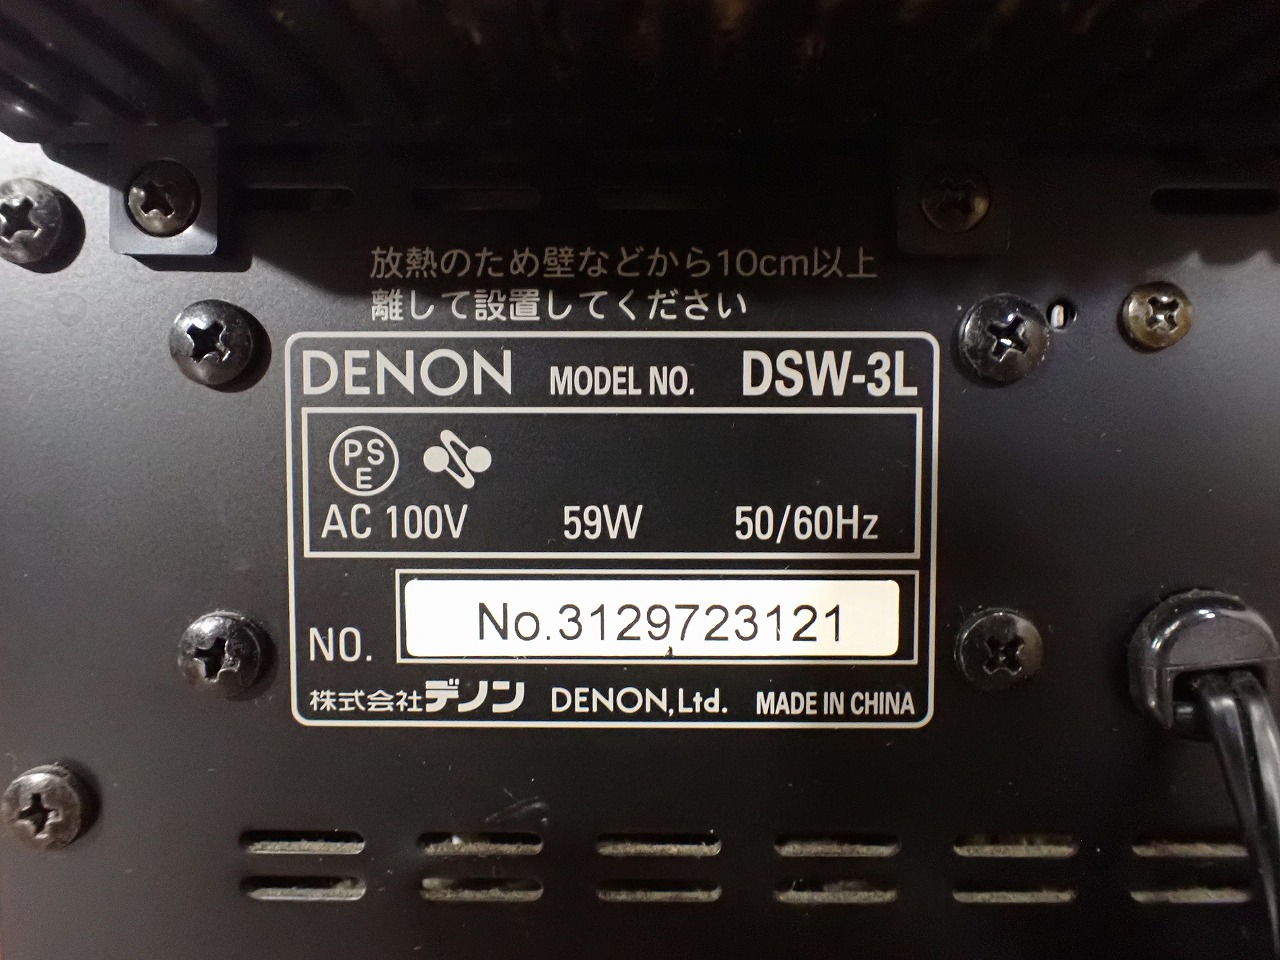 放熱のため壁などから10cm以上
離して設置してください
DENON MODEL NO. DSW-3L
PSE
AC 100V 59W 50/60Hz
NO. No.3129723121
株式会社デノン DENON,Ltd. MADE IN CHINA